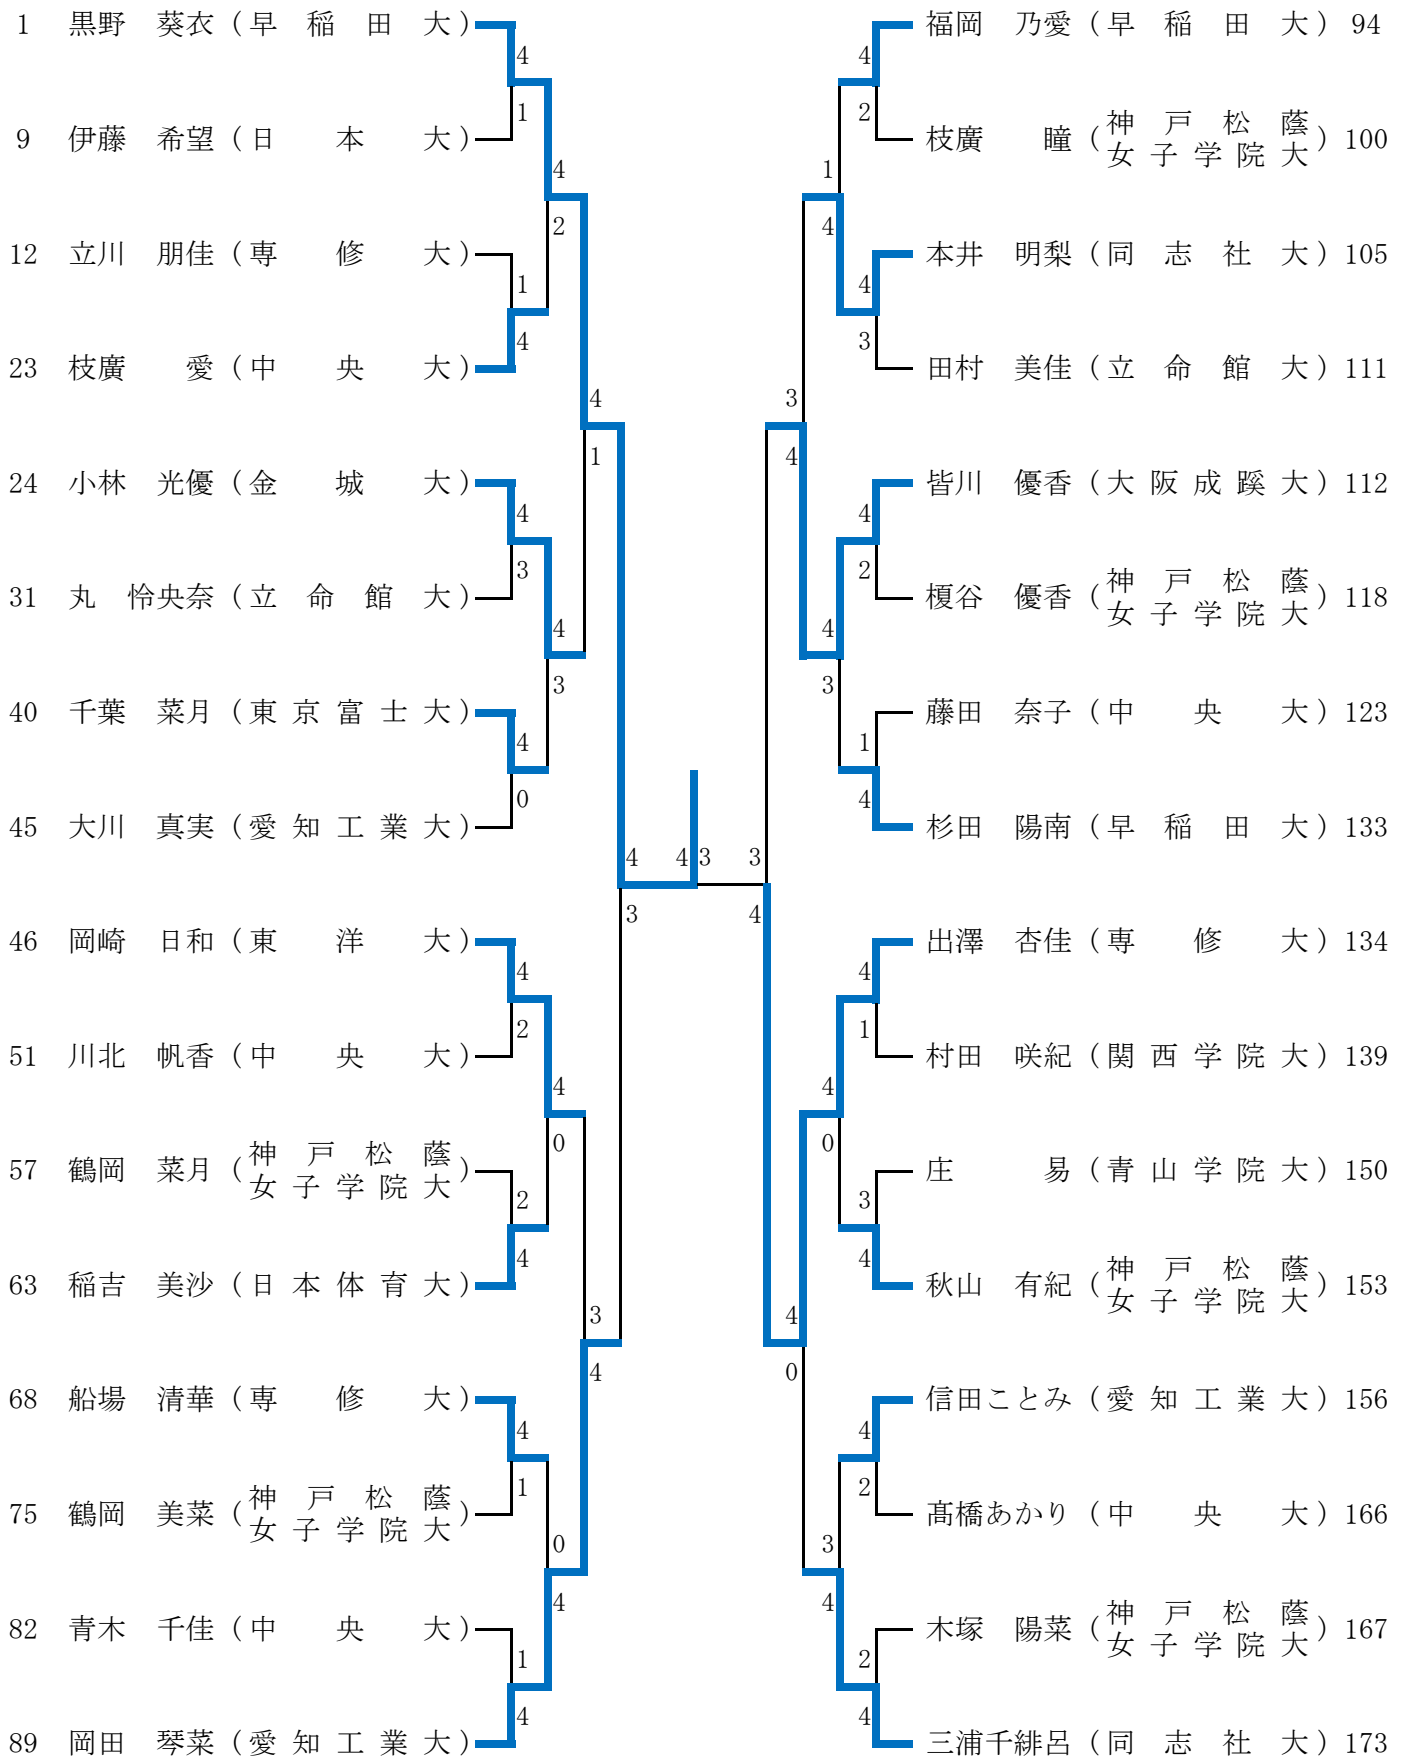 1 黒野 葵衣（早稲田大）
4
1
9 伊藤 希望（日本大）
4
2
12 立川 朋佳（専修大）
1
4
23 枝廣 愛（中央大）
4
1
24 小林 光優（金城大）
4
3
31 丸 怜央奈（立命館大）
4
3
40 千葉 菜月（東京富士大）
4
0
45 大川 真実（愛知工業大）
4 4 3 3
3 4
46 岡崎 日和（東洋大）
4
2
51 川北 帆香（中央大）
4
0
57 鶴岡 菜月（神戸松蔭女子学院大）
2
4
63 稲吉 美沙（日本体育大）
3
4
68 船場 清華（専修大）
4
1
75 鶴岡 美菜（神戸松蔭女子学院大）
0
4
82 青木 千佳（中央大）
1
4
89 岡田 琴菜（愛知工業大）
福岡 乃愛（早稲田大）94
4
2
枝廣 瞳（神戸松蔭女子学院大）100
1
4
本井 明梨（同志社大）105
4
3
田村 美佳（立命館大）111
3
4
皆川 優香（大阪成蹊大）112
4
2
榎谷 優香（神戸松蔭女子学院大）118
4
3
藤田 奈子（中央大）123
1
4
杉田 陽南（早稲田大）133
出澤 杏佳（専修大）134
4
1
村田 咲紀（関西学院大）139
4
0
庄 易（青山学院大）150
3
4
秋山 有紀（神戸松蔭女子学院大）153
4
0
信田ことみ（愛知工業大）156
4
2
髙橋あかり（中央大）166
3
4
木塚 陽菜（神戸松蔭女子学院大）167
2
4
三浦千緋呂（同志社大）173